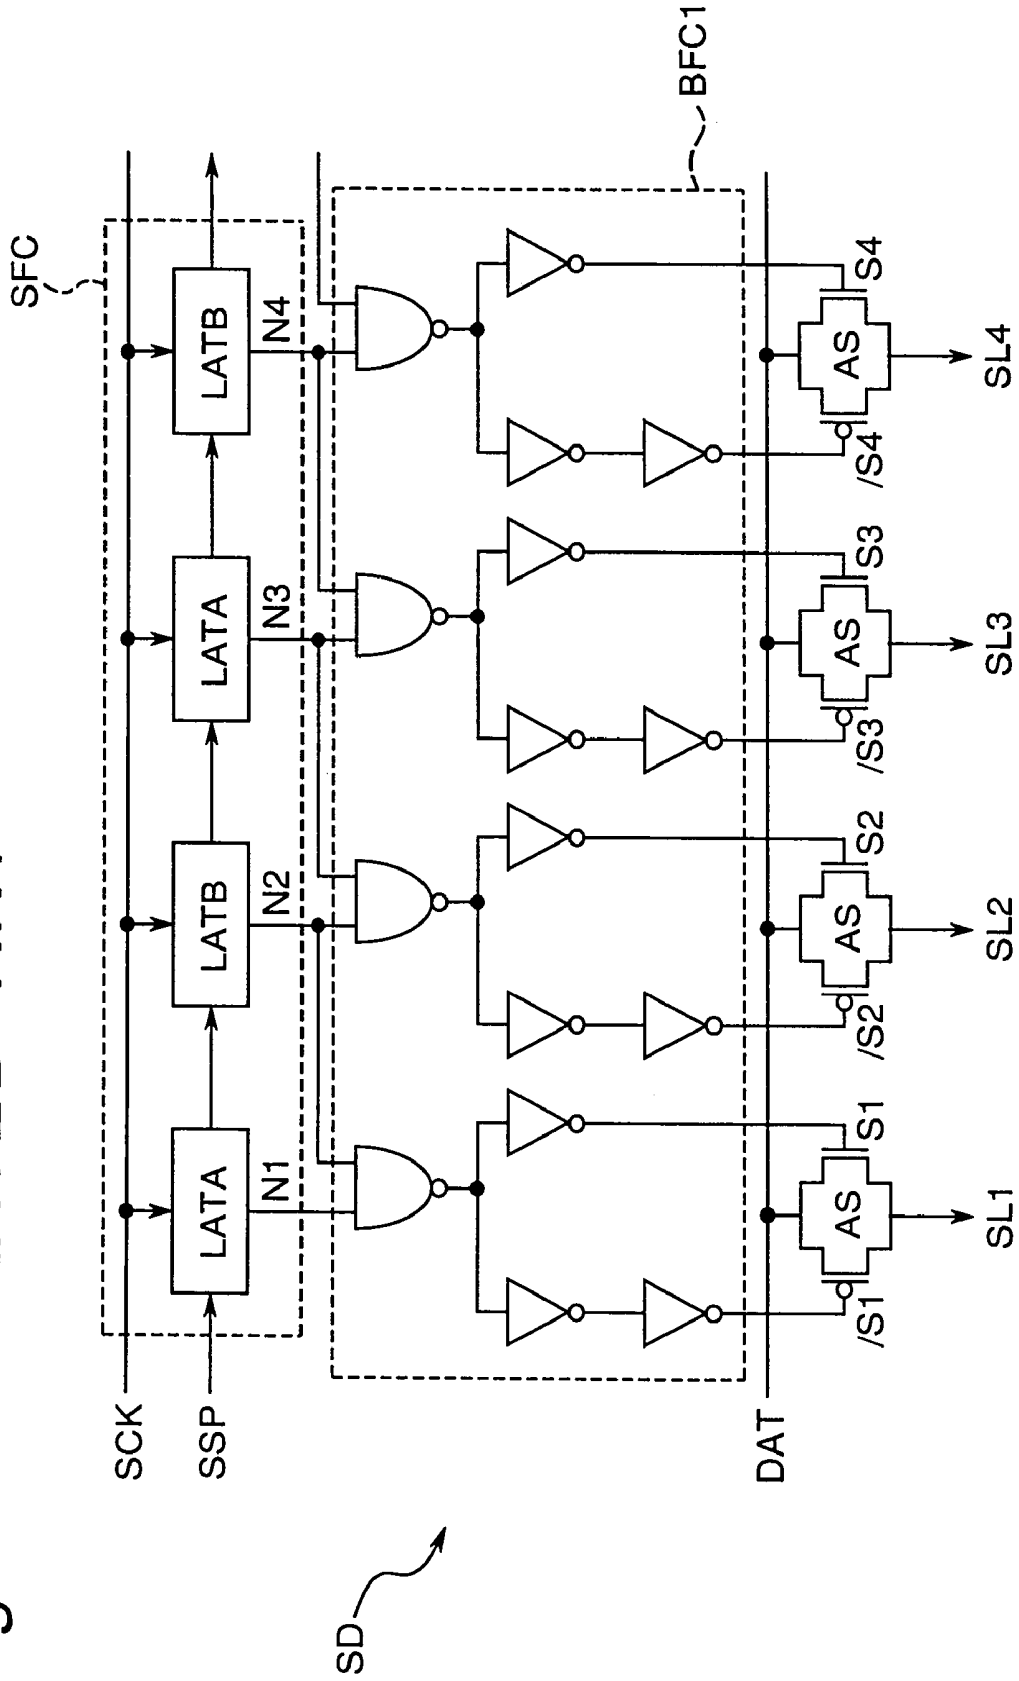 SFC
SCK
SSP
LATA
LATB
LATA
LATB
N1
N2
N3
N4
BFC1
SD
DAT
/S1
AS
S1
/S2
AS
S2
/S3
AS
S3
/S4
AS
S4
SL1
SL2
SL3
SL4